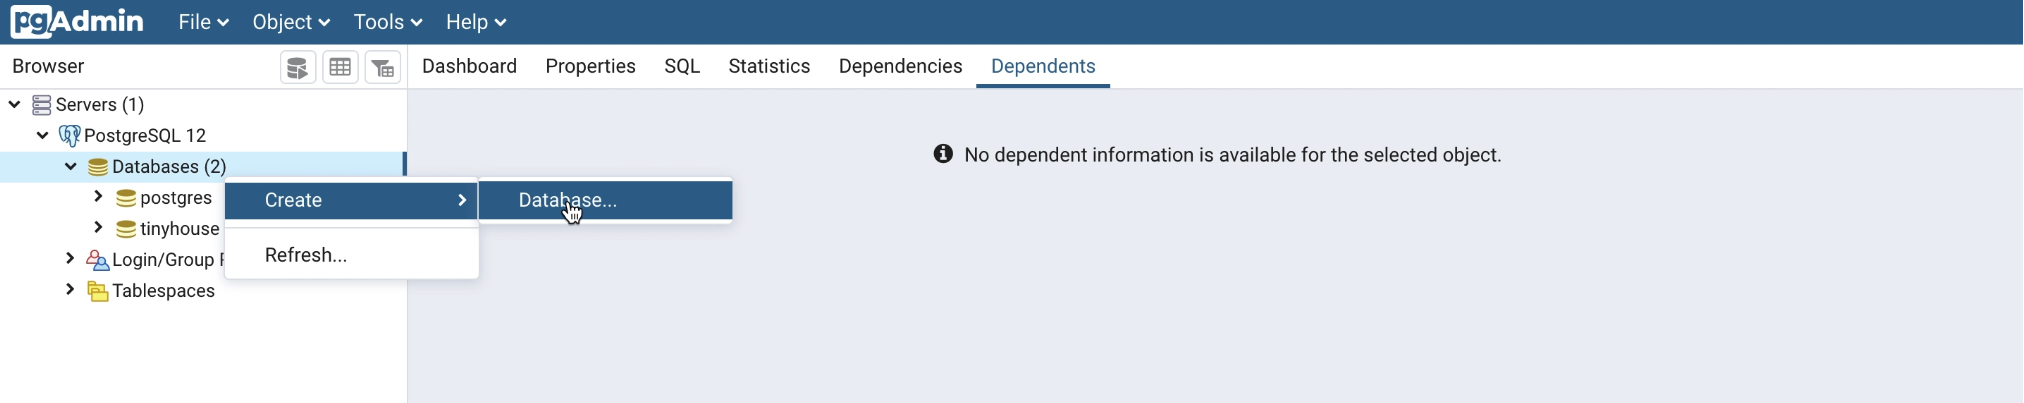 pgAdmin File Object Tools Help
Browser Dashboard Properties SQL Statistics Dependencies Dependents
Servers (1)
PostgreSQL 12
No dependent information is available for the selected object.
Databases (2)
postgres Create Database...
tinyhouse
Refresh...
Login/Group
Tablespaces